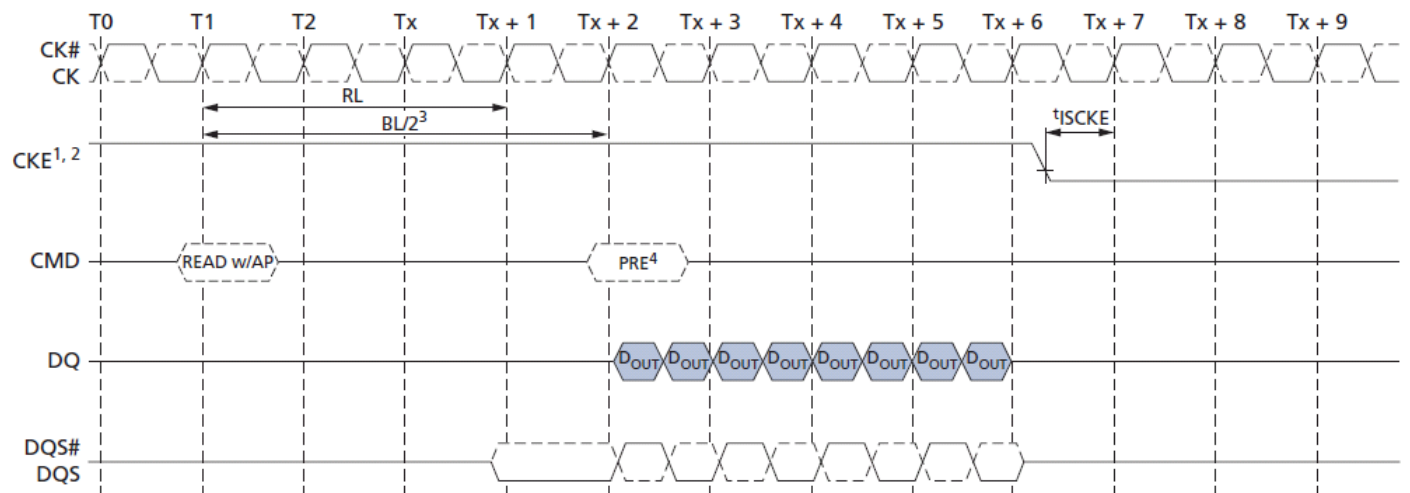 T0 T1 T2 Tx Tx + 1 Tx + 2 Tx + 3 Tx + 4 Tx + 5 Tx + 6 Tx + 7 Tx + 8 Tx + 9
CK#
CK
RL
BL/2³
tISCKE
CKE1, 2
CMD READ w/AP PRE⁴
DQ DOUT DOUT DOUT DOUT DOUT DOUT DOUT DOUT
DQS#
DQS